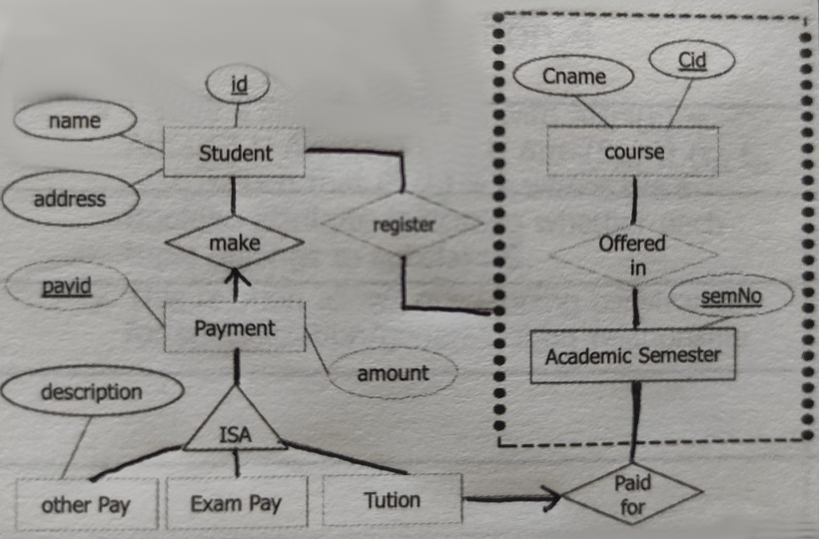 id
name
Student
address
make
payid
Payment
amount
description
ISA
other Pay
Exam Pay
Tution
register
Cname
Cid
course
Offered
in
semNo
Academic Semester
Paid
for